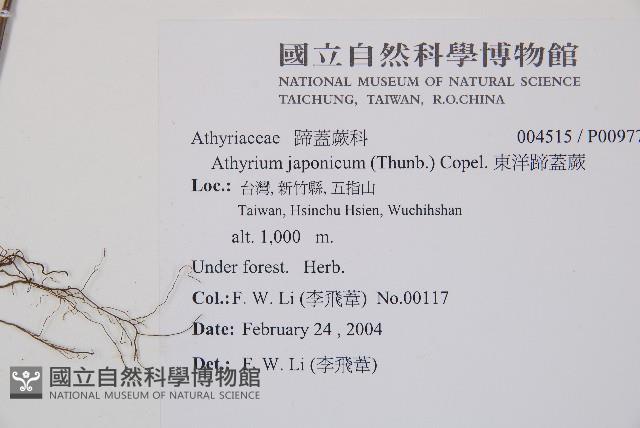 國立自然科學博物館
NATIONAL MUSEUM OF NATURAL SCIENCE
TAICHUNG, TAIWAN, R.O.CHINA
Athyriaceae 蹄蓋蕨科 004515 / P00977
Athyrium japonicum (Thunb.) Copel. 東洋蹄蓋蕨
Loc.: 台灣, 新竹縣, 五指山
Taiwan, Hsinchu Hsien, Wuchihshan
alt. 1,000 m.
Under forest. Herb.
Col.: F. W. Li (李飛葦) No.00117
Date: February 24 , 2004
Det.: F. W. Li (李飛葦)
國立自然科學博物館
NATIONAL MUSEUM OF NATURAL SCIENCE